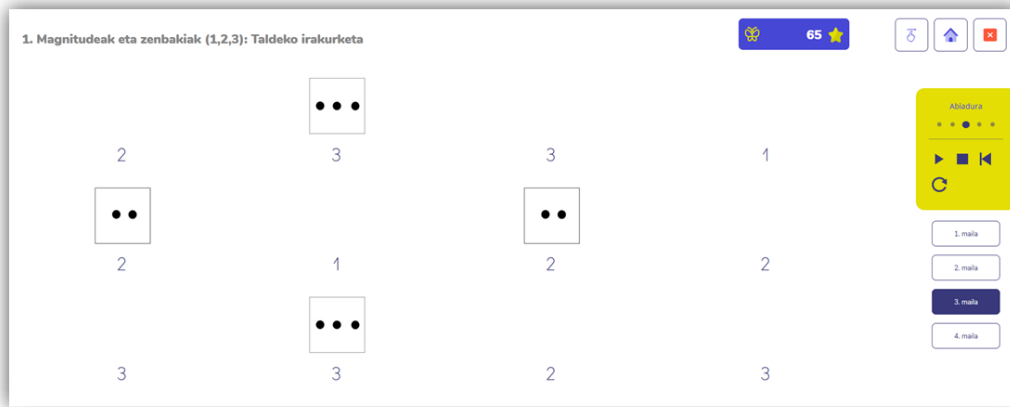 1. Magnitudeak eta zenbakiak (1,2,3): Taldeko irakurketa
65
Abiadura
2 3 3 1
2 1 2 2
3 3 2 3
1. maila
2. maila
3. maila
4. maila